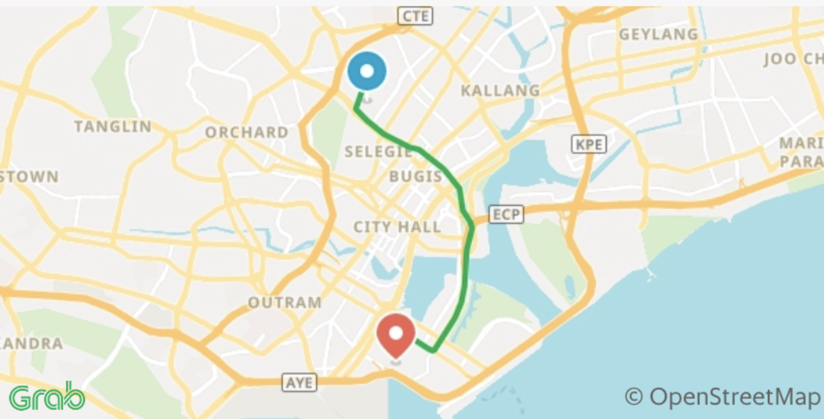 CTE
GEYLANG
JOO CH
KALLANG
TANGLIN
ORCHARD
SELEGIE
KPE
MARI
PARA
STOWN
BUGIS
ECP
CITY HALL
OUTRAM
XANDRA
AYE
Grab
© OpenStreetMap